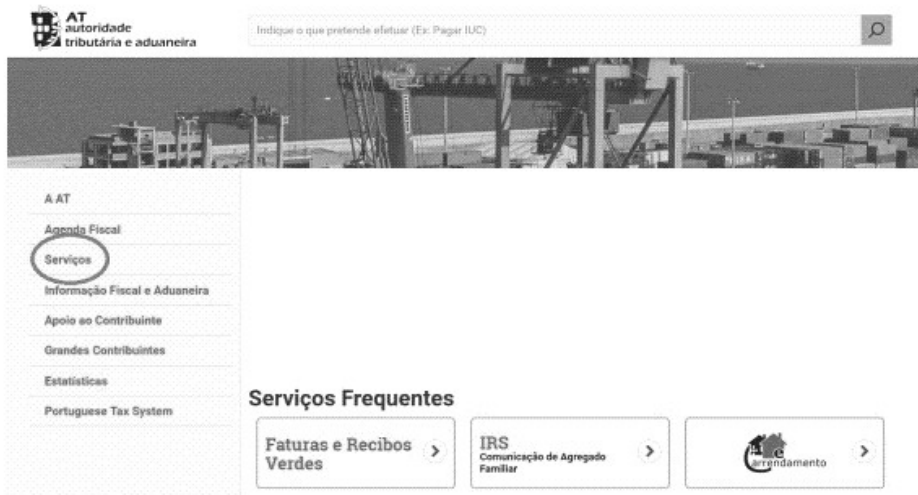 AT
autoridade
tributária e aduaneira
Indique o que pretende efetuar (Ex: Pagar IUC)
A AT
Agenda Fiscal
Serviços
Informação Fiscal e Aduaneira
Apoio ao Contribuinte
Grandes Contribuintes
Estatísticas
Portuguese Tax System
Serviços Frequentes
Faturas e Recibos
Verdes
IRS
Comunicação de Agregado
Familiar
e
arrendamento